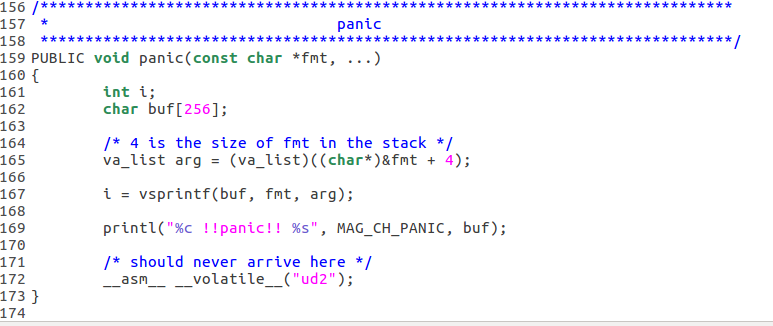 156 /*****************************************************************************
157  *                                panic
158  *****************************************************************************/
159 PUBLIC void panic(const char *fmt, ...)
160 {
161         int i;
162         char buf[256];
163
164         /* 4 is the size of fmt in the stack */
165         va_list arg = (va_list)((char*)&fmt + 4);
166
167         i = vsprintf(buf, fmt, arg);
168
169         printl("%c !!panic!! %s", MAG_CH_PANIC, buf);
170
171         /* should never arrive here */
172         __asm__ __volatile__("ud2");
173 }
174